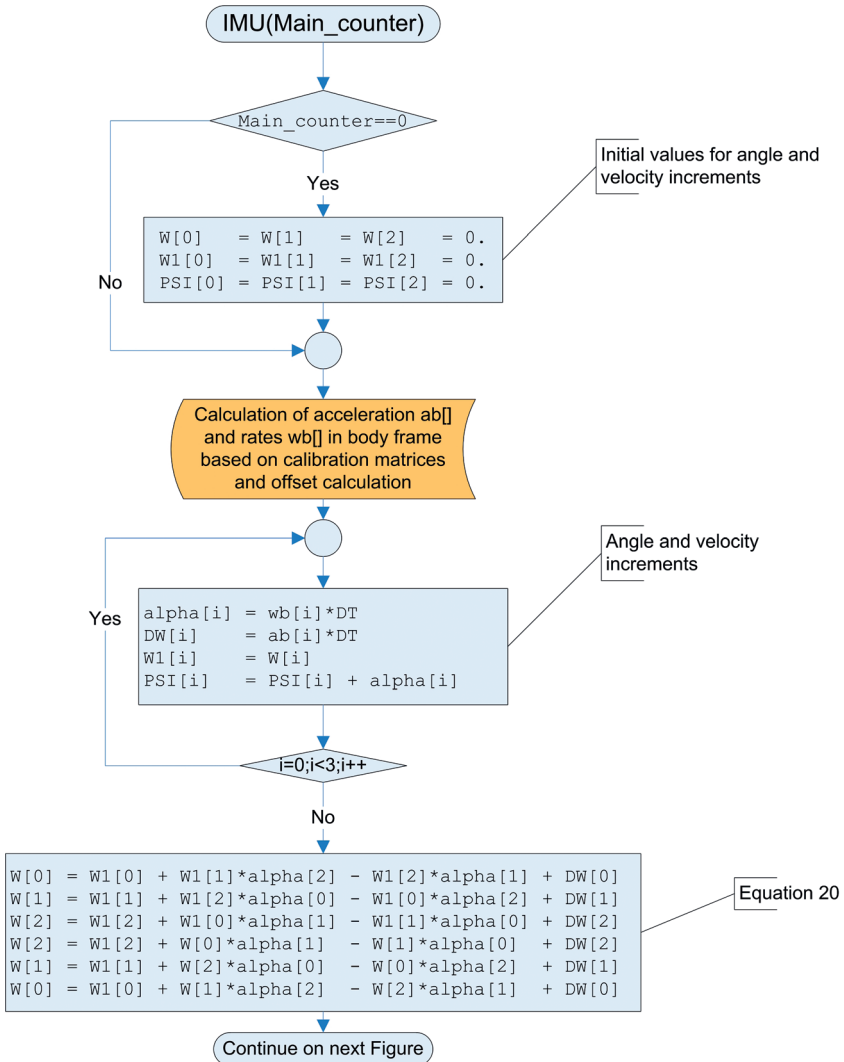 IMU(Main_counter)
Main_counter==0
Initial values for angle and
velocity increments
Yes
W[0] = W[1] = W[2] = 0.
W1[0] = W1[1] = W1[2] = 0.
PSI[0] = PSI[1] = PSI[2] = 0.
No
Calculation of acceleration ab[]
and rates wb[] in body frame
based on calibration matrices
and offset calculation
Angle and velocity
increments
Yes
alpha[i] = wb[i]*DT
DW[i] = ab[i]*DT
W1[i] = W[i]
PSI[i] = PSI[i] + alpha[i]
i=0;i<3;i++
No
W[0] = W1[0] + W1[1]*alpha[2] - W1[2]*alpha[1] + DW[0]
W[1] = W1[1] + W1[2]*alpha[0] - W1[0]*alpha[2] + DW[1]
W[2] = W1[2] + W1[0]*alpha[1] - W1[1]*alpha[0] + DW[2]
W[2] = W1[2] + W[0]*alpha[1] - W[1]*alpha[0] + DW[2]
W[1] = W1[1] + W[2]*alpha[0] - W[0]*alpha[2] + DW[1]
W[0] = W1[0] + W[1]*alpha[2] - W[2]*alpha[1] + DW[0]
Equation 20
Continue on next Figure